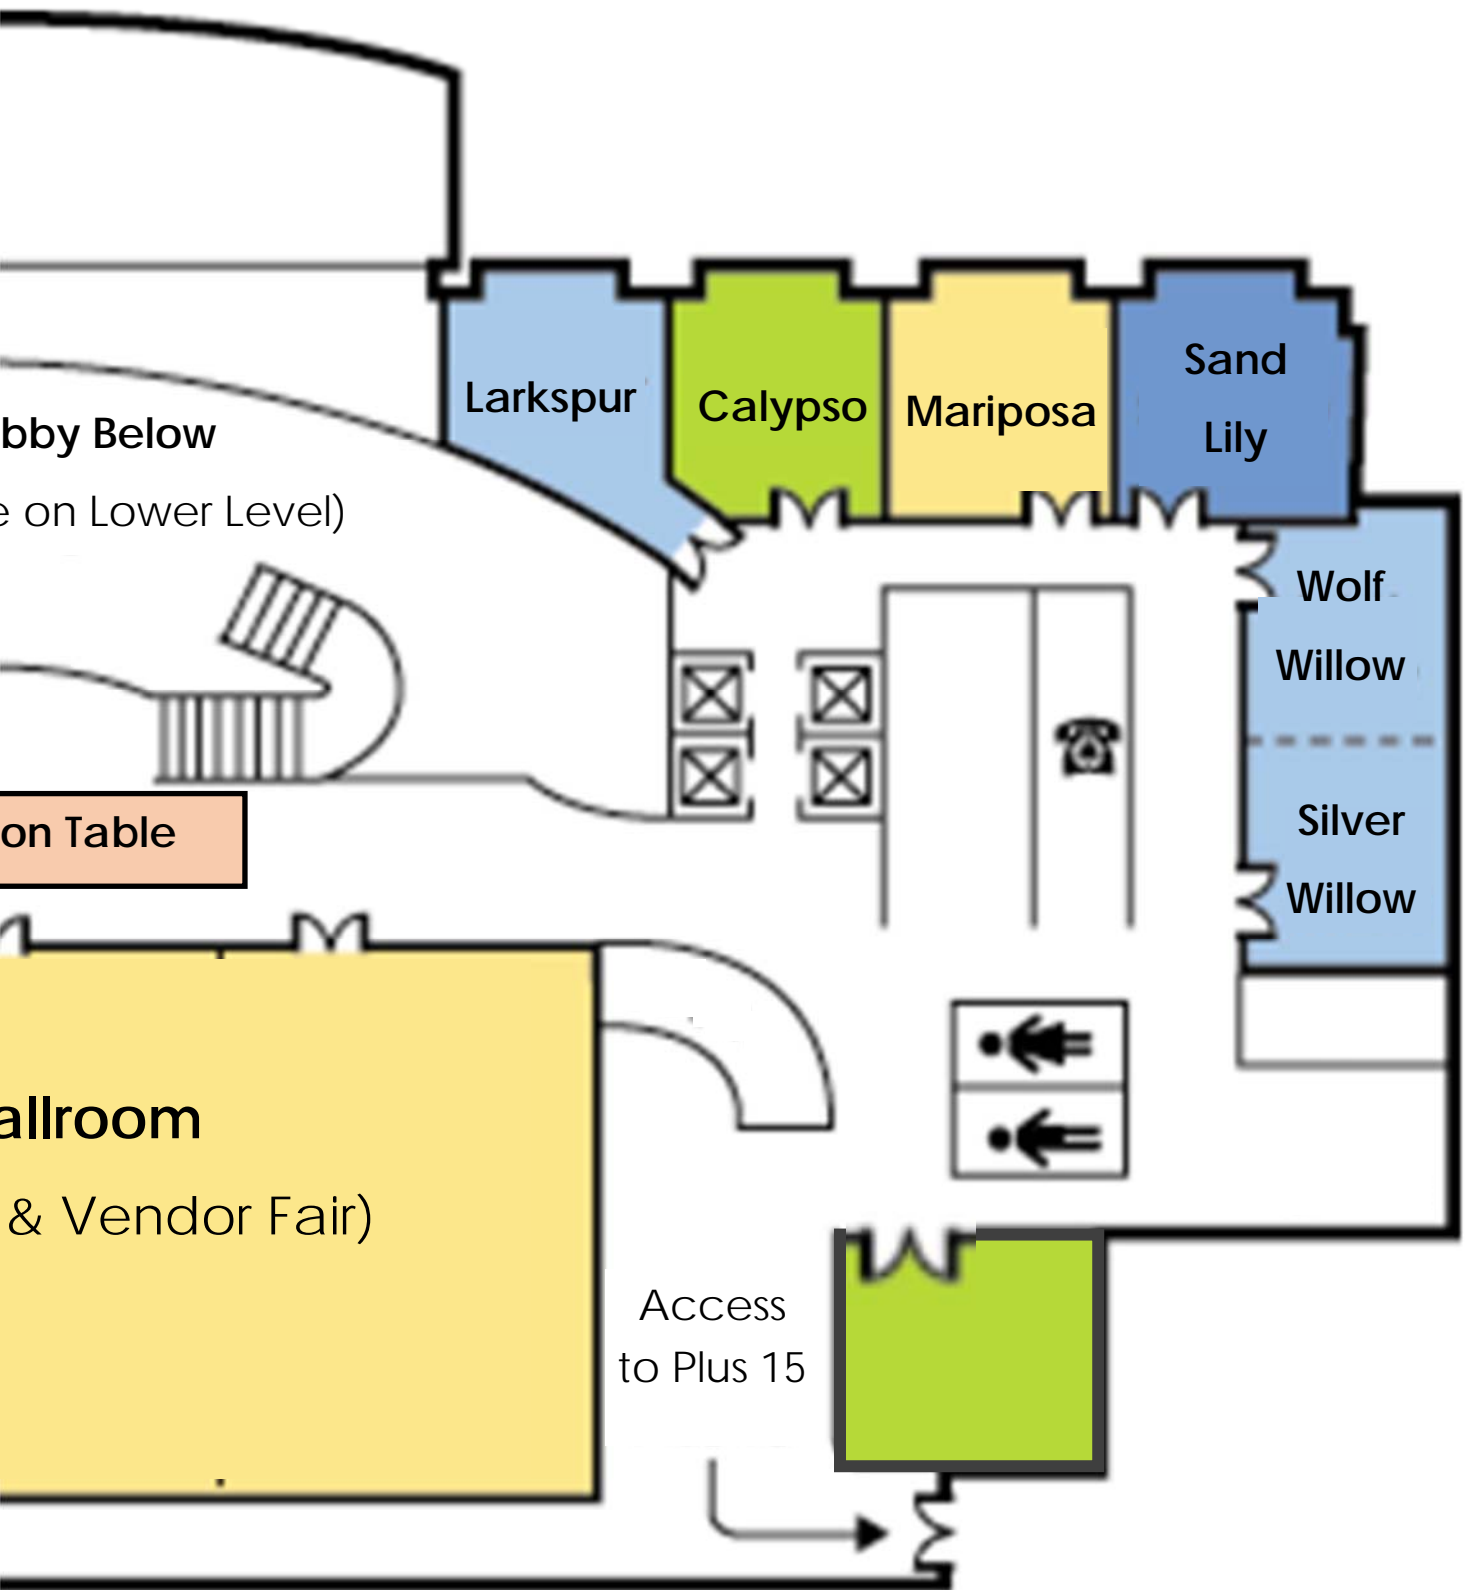 Larkspur
Calypso
Mariposa
Sand
Lily
bby Below
e on Lower Level)
Wolf
Willow
Silver
Willow
on Table
allroom
& Vendor Fair)
Access
to Plus 15